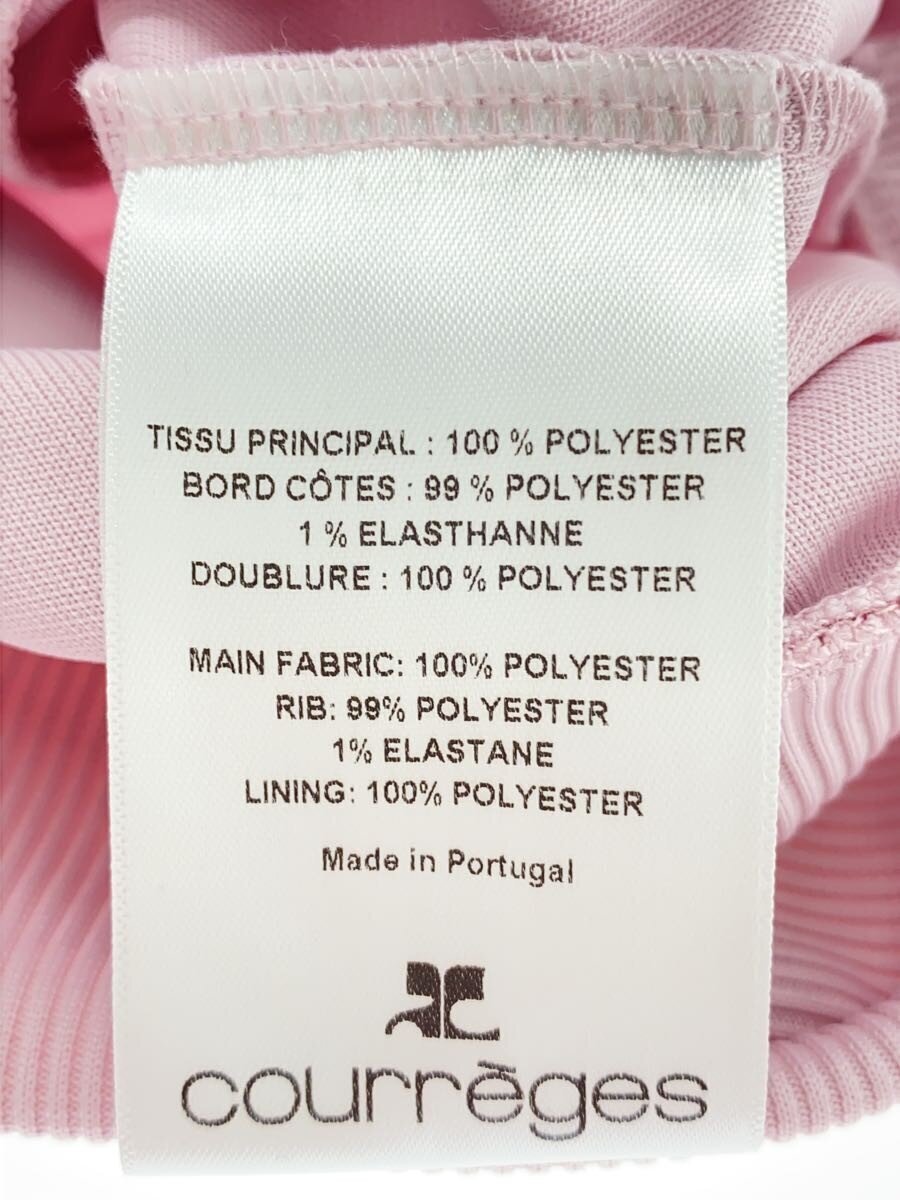 TISSU PRINCIPAL : 100 % POLYESTER
BORD CÔTES : 99 % POLYESTER
1 % ELASTHANNE
DOUBLURE : 100 % POLYESTER
MAIN FABRIC: 100% POLYESTER
RIB: 99% POLYESTER
1% ELASTANE
LINING: 100% POLYESTER
Made in Portugal
courrèges